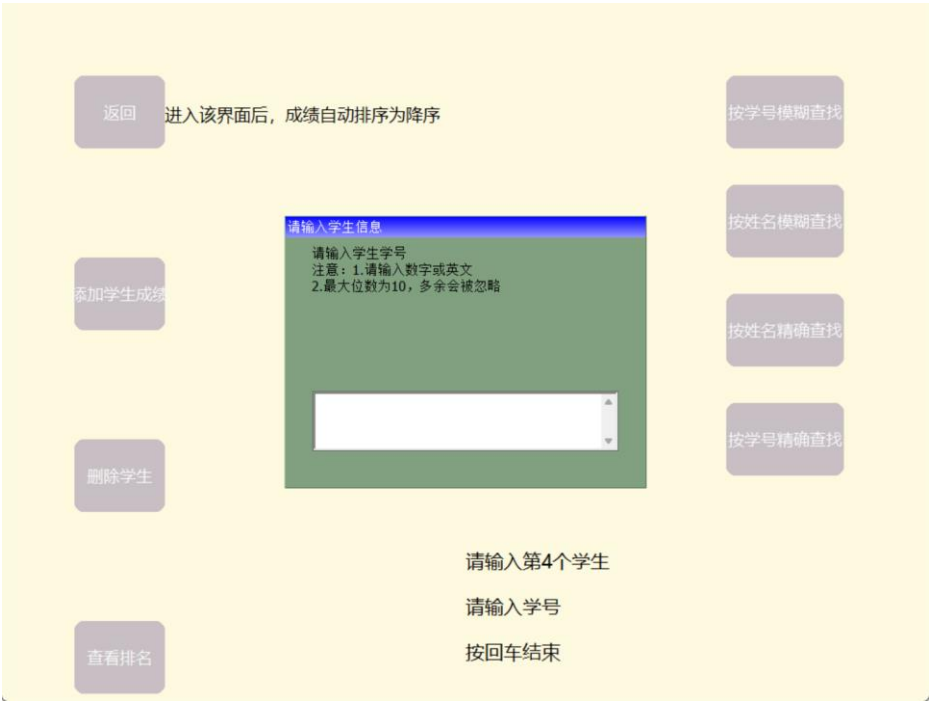 返回
进入该界面后，成绩自动排序为降序
按学号模糊查找
按姓名模糊查找
请输入学生信息
请输入学生学号
注意：1.请输入数字或英文
2.最大位数为10，多余会被忽略
添加学生成绩
按姓名精确查找
按学号精确查找
删除学生
请输入第4个学生
请输入学号
按回车结束
查看排名